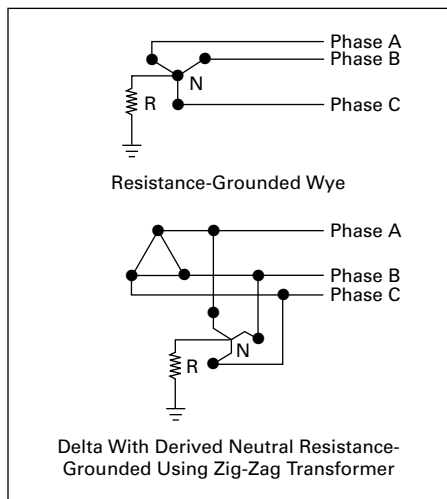 Phase A
Phase B
N
R
Phase C
Resistance-Grounded Wye
Phase A
Phase B
Phase C
N
R
Delta With Derived Neutral Resistance-
Grounded Using Zig-Zag Transformer